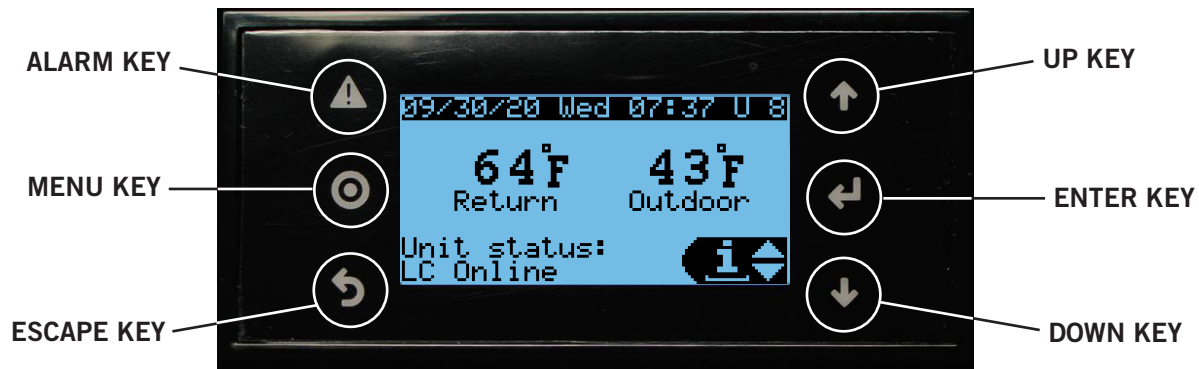 ALARM KEY
UP KEY
09/30/20 Wed 07:37 U 8
64°F 43°F
Return Outdoor
MENU KEY
ENTER KEY
Unit status:
LC Online
i
ESCAPE KEY
DOWN KEY